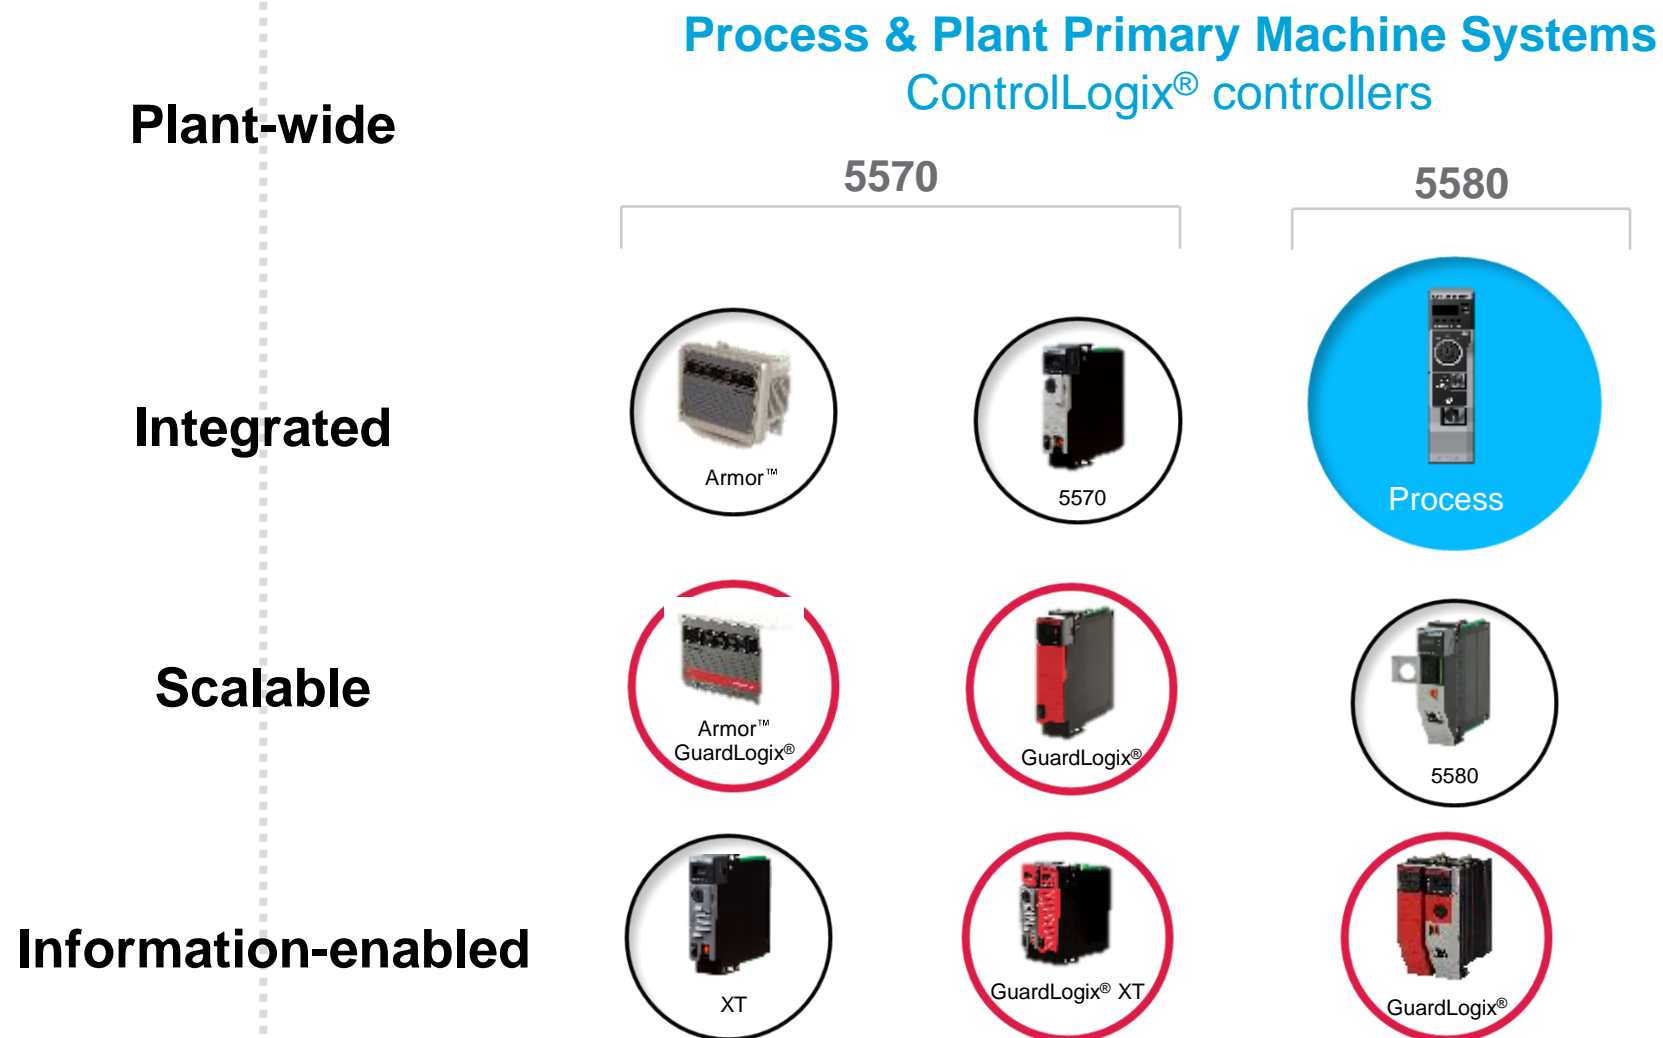 Process & Plant Primary Machine Systems
ControlLogix® controllers
Plant-wide
5570
5580
Integrated
Armor™
5570
Process
Scalable
Armor™
GuardLogix®
GuardLogix®
5580
Information-enabled
XT
GuardLogix® XT
GuardLogix®